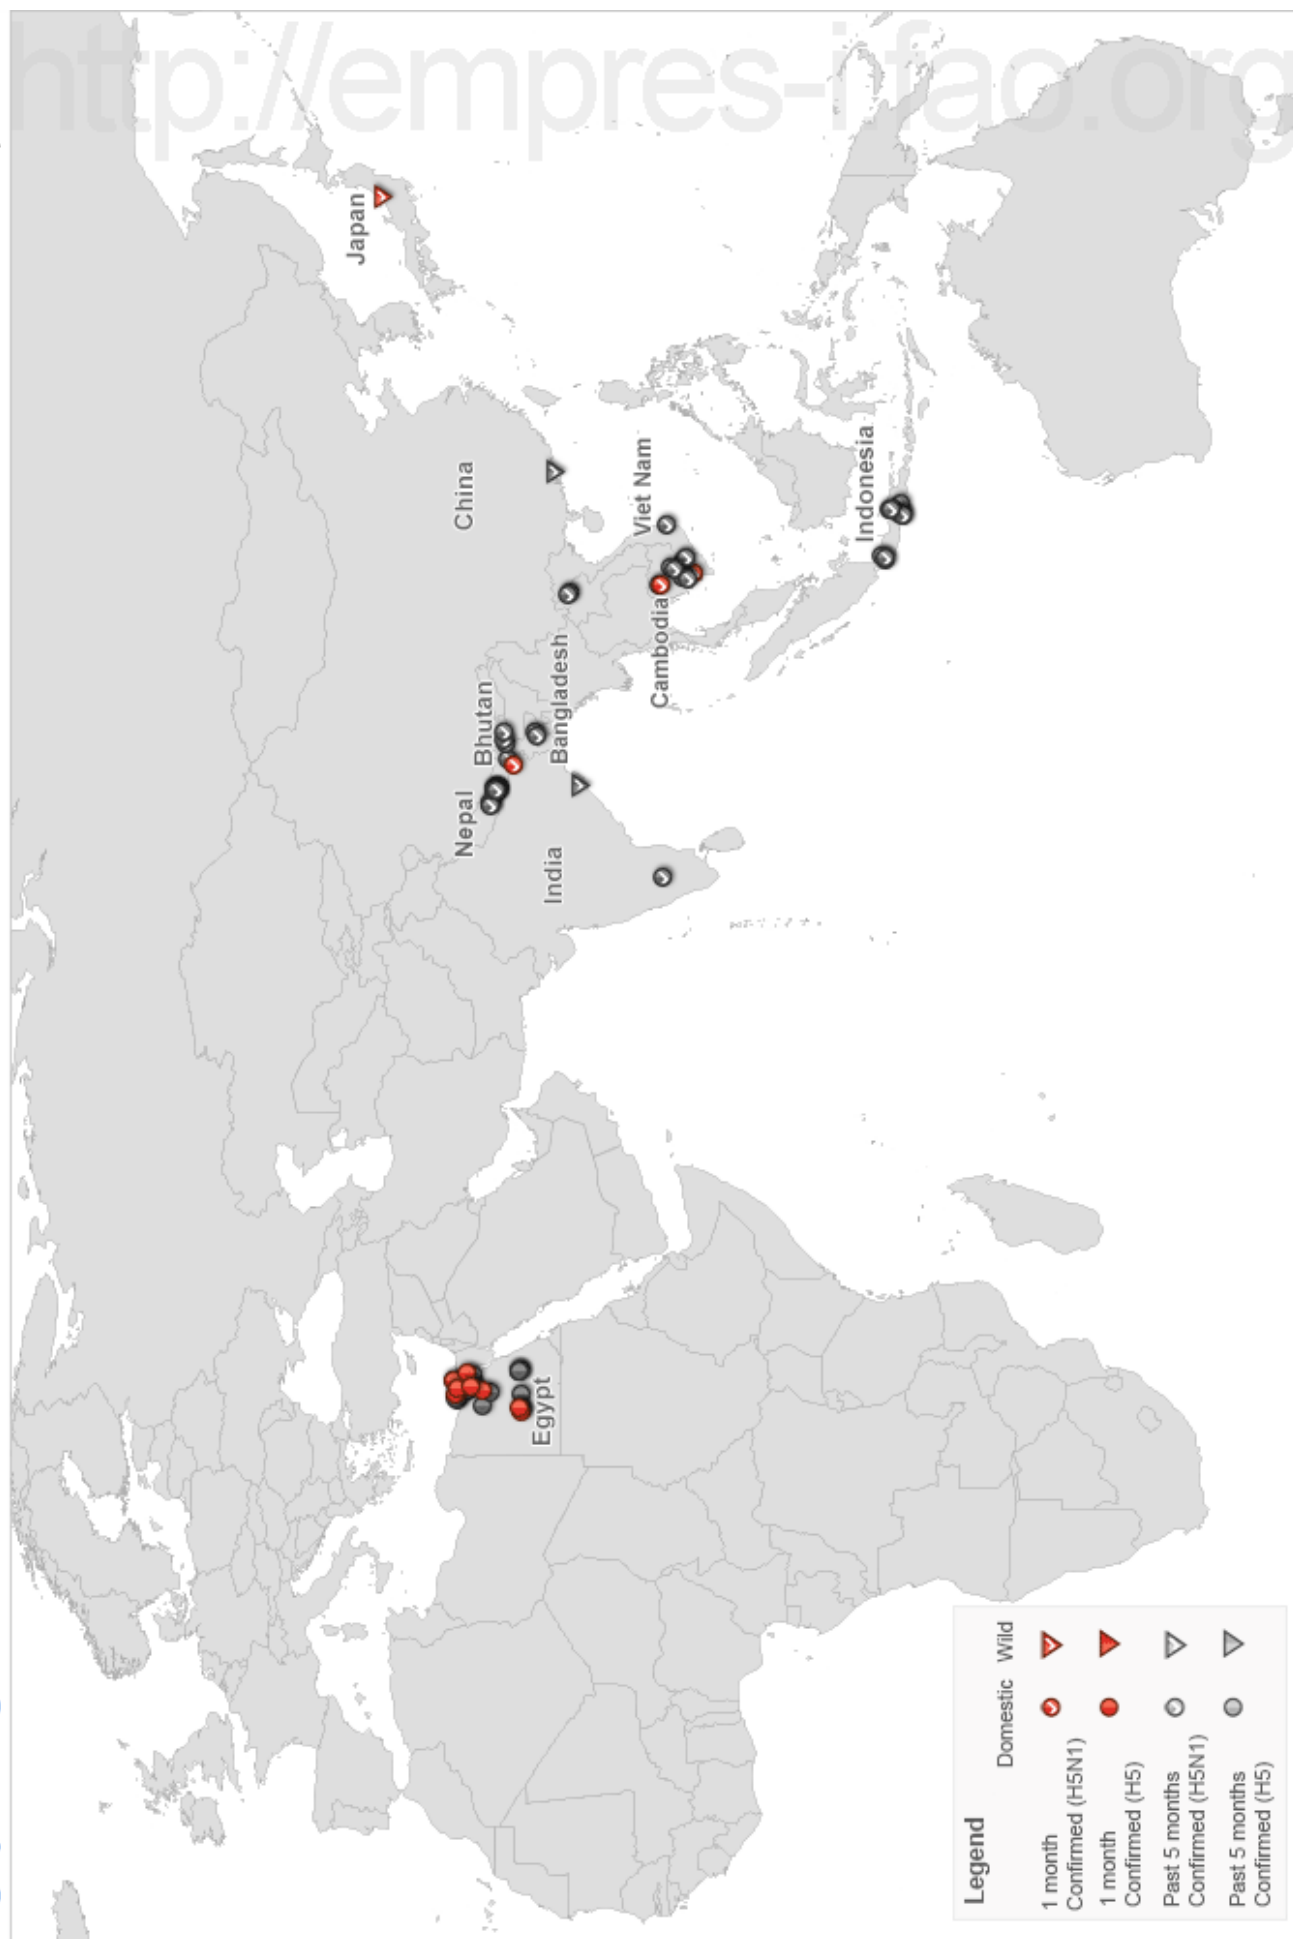 http://empres-i.fao.org
Japan
China
Viet Nam
Indonesia
Cambodia
Bhutan
Bangladesh
Nepal
India
Egypt
Legend
Domestic Wild
1 month
Confirmed (H5N1)
1 month
Confirmed (H5)
Past 5 months
Confirmed (H5N1)
Past 5 months
Confirmed (H5)